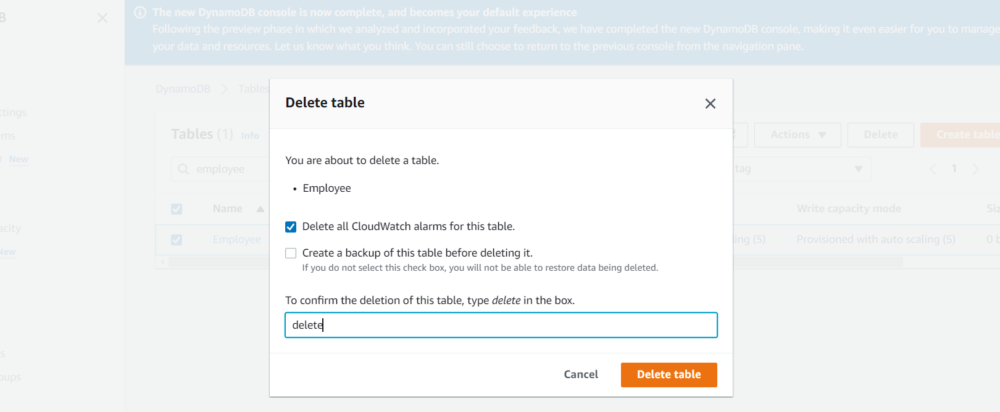 B
The new DynamoDB console is now complete, and becomes your default experience
Following the preview phase in which we analyzed and incorporated your feedback, we have completed the new DynamoDB console, making it even easier for you to manage
your data and resources. Let us know what you think. You can still choose to return to the previous console from the navigation pane.
DynamoDB > Tables
Delete table
ttings
Tables (1) Info
Actions
Delete
Create table
ems
New
You are about to delete a table.
employee
tag
1
• Employee
Name
Write capacity mode
Siz
acity
Delete all CloudWatch alarms for this table.
Employee
ling (5)
Provisioned with auto scaling (5)
0 b
New
Create a backup of this table before deleting it.
If you do not select this check box, you will not be able to restore data being deleted.
To confirm the deletion of this table, type delete in the box.
delete
s
oups
Cancel
Delete table